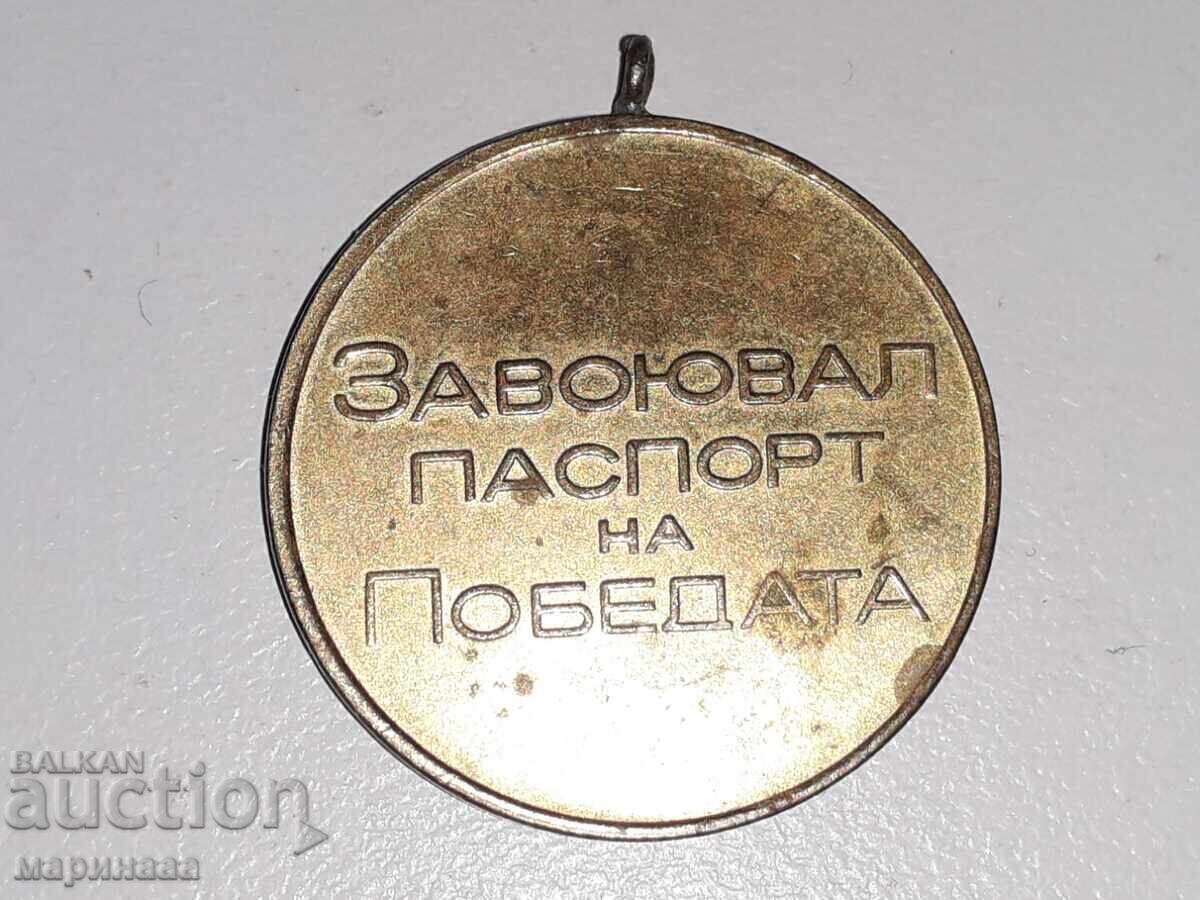 ЗАВОЮВАЛ
ПАСПОРТ
НА
ПОБЕДАТА
BALKAN
auction
маринааа